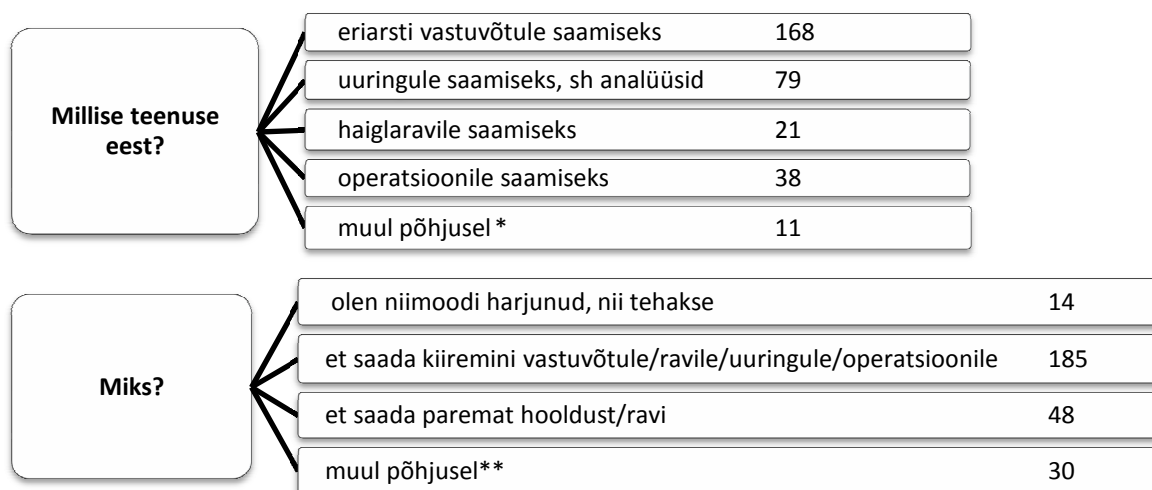 Millise teenuse
eest?
eriarsti vastuvõtule saamiseks 168
uuringule saamiseks, sh analüüsid 79
haiglaravile saamiseks 21
operatsioonile saamiseks 38
muul põhjusel* 11
Miks?
olen niimoodi harjunud, nii tehakse 14
et saada kiiremini vastuvõtule/ravile/uuringule/operatsioonile 185
et saada paremat hooldust/ravi 48
muul põhjusel** 30